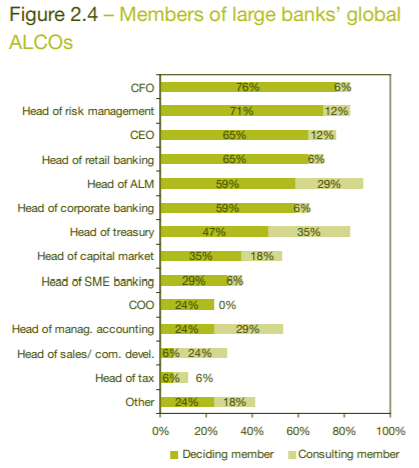 Figure 2.4 – Members of large banks' global
ALCOs
CFO 76% 6%
Head of risk management 71% 12%
CEO 65% 12%
Head of retail banking 65% 6%
Head of ALM 59% 29%
Head of corporate banking 59% 6%
Head of treasury 47% 35%
Head of capital market 35% 18%
Head of SME banking 29% 6%
COO 24% 0%
Head of manag. accounting 24% 29%
Head of sales/ com. devel. 6% 24%
Head of tax 6% 6%
Other 24% 18%
0% 20% 40% 60% 80% 100%
Deciding member Consulting member